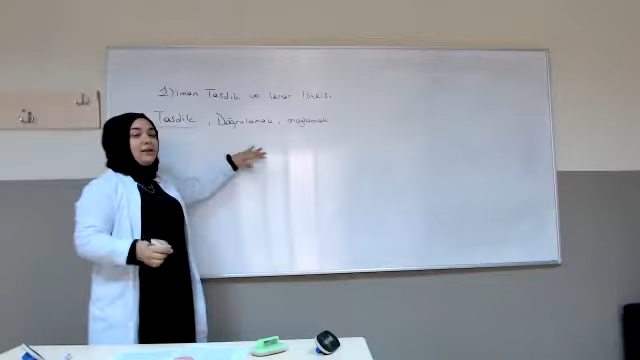 1) İman Tasdik ve İkrar İlişkisi
Tasdik, Doğrulamak, onaylamak